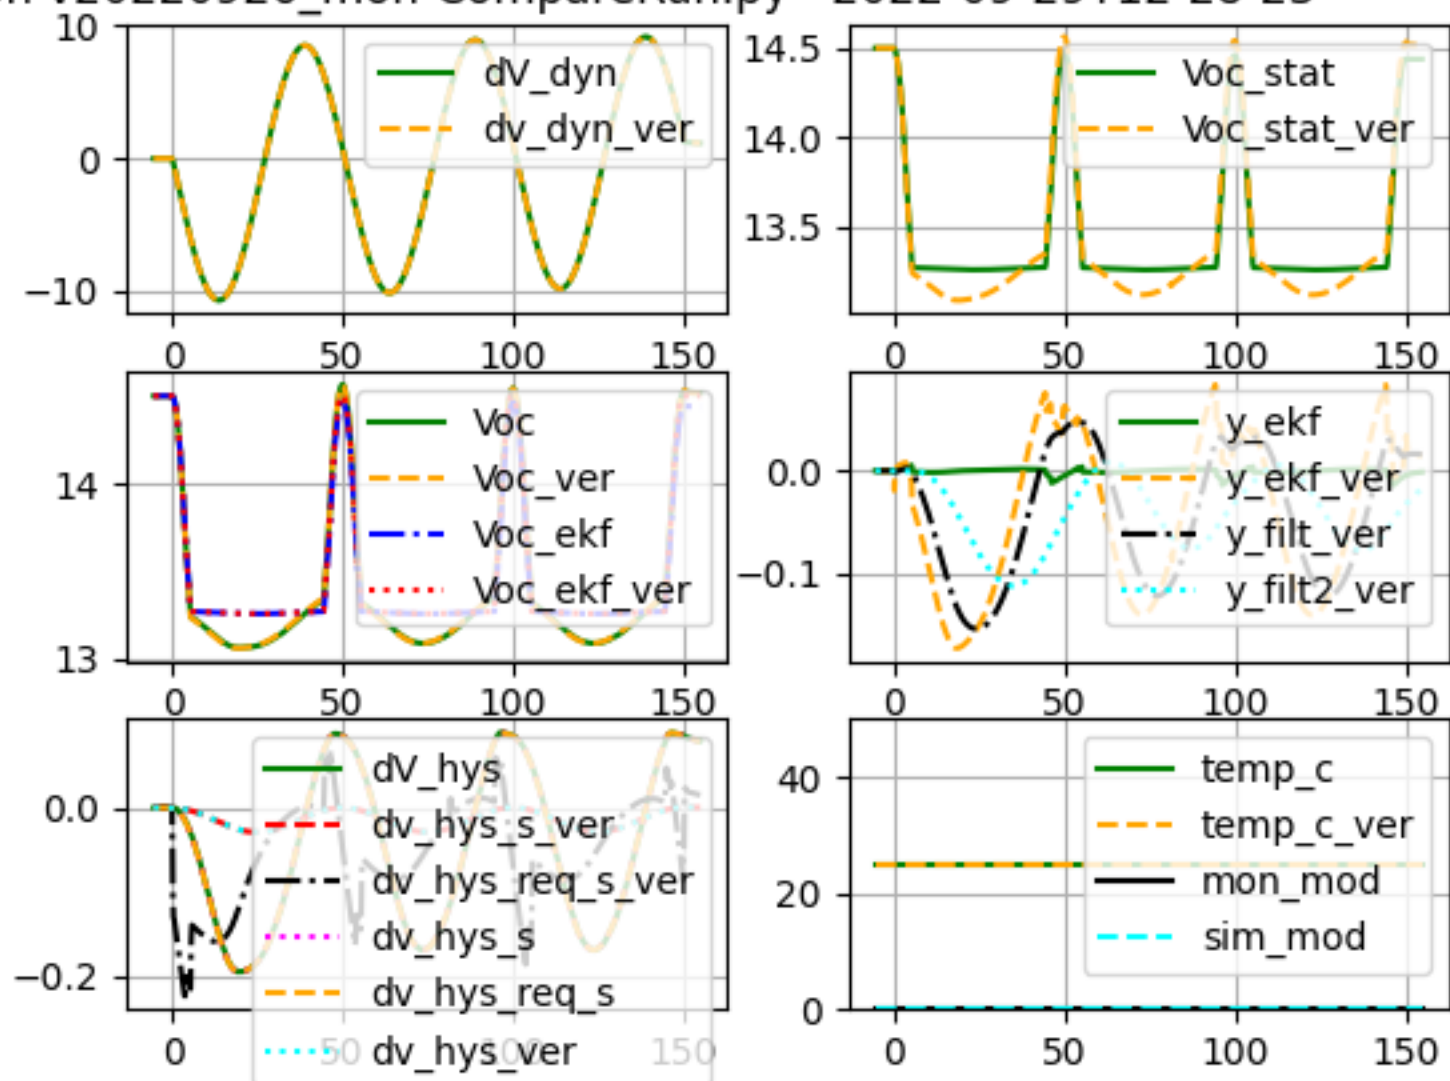 10
0
−10
0 50 100 150
dV_dyn
dv_dyn_ver
14.5
14.0
13.5
0 50 100 150
Voc_stat
Voc_stat_ver
14
13
0 50 100 150
Voc
Voc_ver
Voc_ekf
Voc_ekf_ver
0.0
−0.1
0 50 100 150
y_ekf
y_ekf_ver
y_filt_ver
y_filt2_ver
0.0
−0.2
0 50 100 150
dV_hys
dv_hys_s_ver
dv_hys_req_s_ver
dv_hys_s
dv_hys_req_s
dv_hys_ver
40
20
0
0 50 100 150
temp_c
temp_c_ver
mon_mod
sim_mod